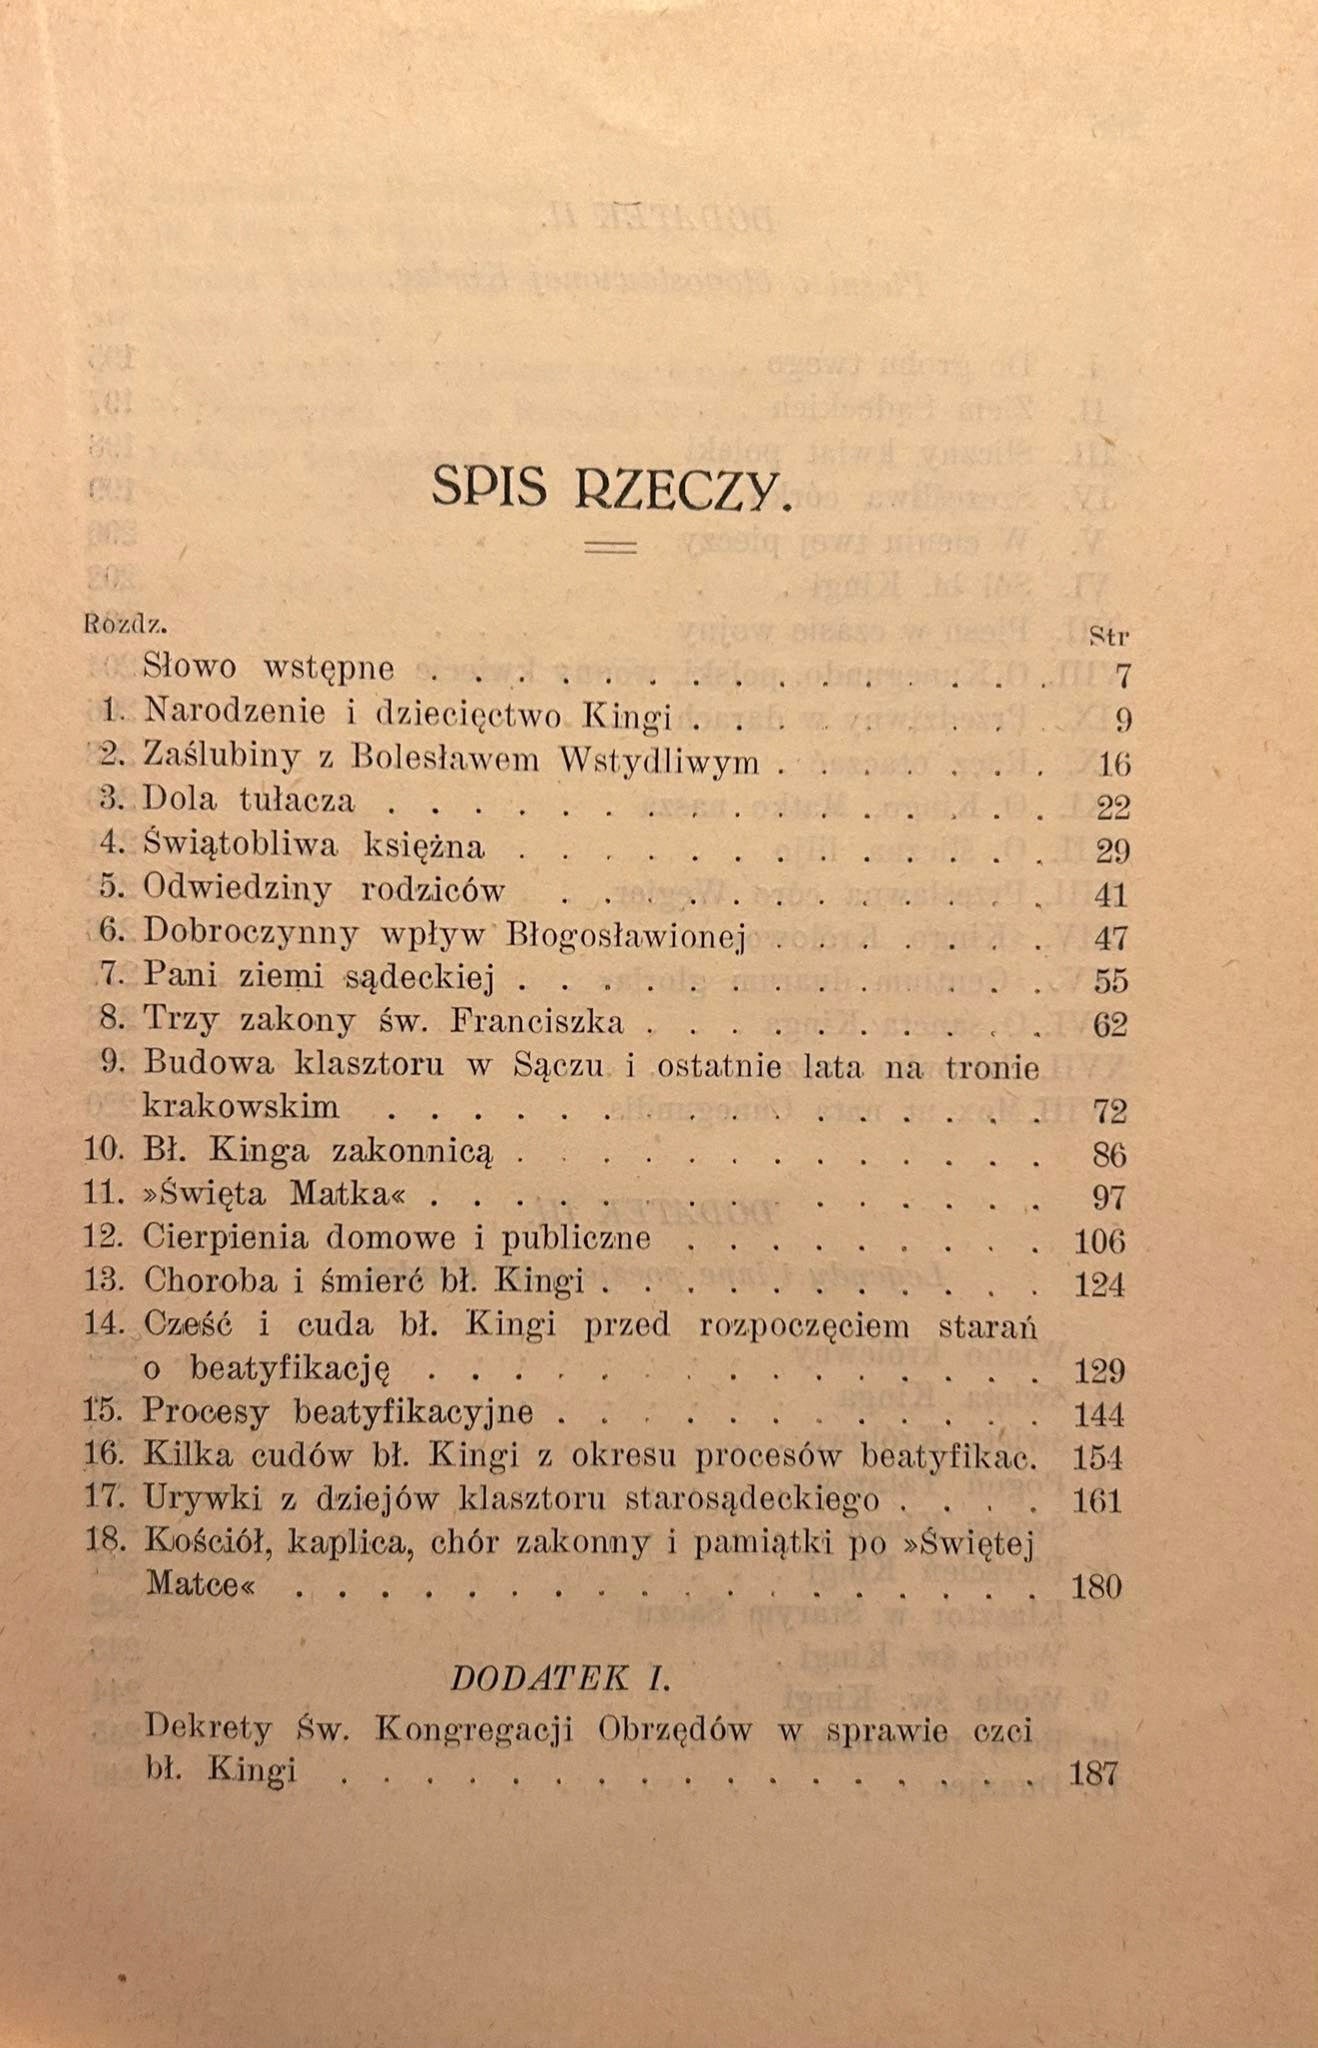 SPIS RZECZY.
Rozdz.
Str
Słowo wstępne . . . . . . . . . . . . . . . 7
1. Narodzenie i dziecięctwo Kingi . . . . . . . . . 9
2. Zaślubiny z Bolesławem Wstydliwym . . . . . . . 16
3. Dola tułacza . . . . . . . . . . . . . . . . 22
4. Świątobliwa księżna . . . . . . . . . . . . . 29
5. Odwiedziny rodziców . . . . . . . . . . . . 41
6. Dobroczynny wpływ Błogosławionej . . . . . . . 47
7. Pani ziemi sądeckiej . . . . . . . . . . . . . 55
8. Trzy zakony św. Franciszka . . . . . . . . . . 62
9. Budowa klasztoru w Sączu i ostatnie lata na tronie
krakowskim . . . . . . . . . . . . . . . . 72
10. Bł. Kinga zakonnicą . . . . . . . . . . . . . 86
11. »Święta Matka« . . . . . . . . . . . . . . . 97
12. Cierpienia domowe i publiczne . . . . . . . . . 106
13. Choroba i śmierć bł. Kingi . . . . . . . . . . . 124
14. Cześć i cuda bł. Kingi przed rozpoczęciem starań
o beatyfikację . . . . . . . . . . . . . . . 129
15. Procesy beatyfikacyjne . . . . . . . . . . . . 144
16. Kilka cudów bł. Kingi z okresu procesów beatyfikac. 154
17. Urywki z dziejów klasztoru starosądeckiego . . . . 161
18. Kościół, kaplica, chór zakonny i pamiątki po »Świętej
Matce« . . . . . . . . . . . . . . . . . . 180
DODATEK I.
Dekrety Św. Kongregacji Obrzędów w sprawie czci
bł. Kingi . . . . . . . . . . . . . . . . . 187